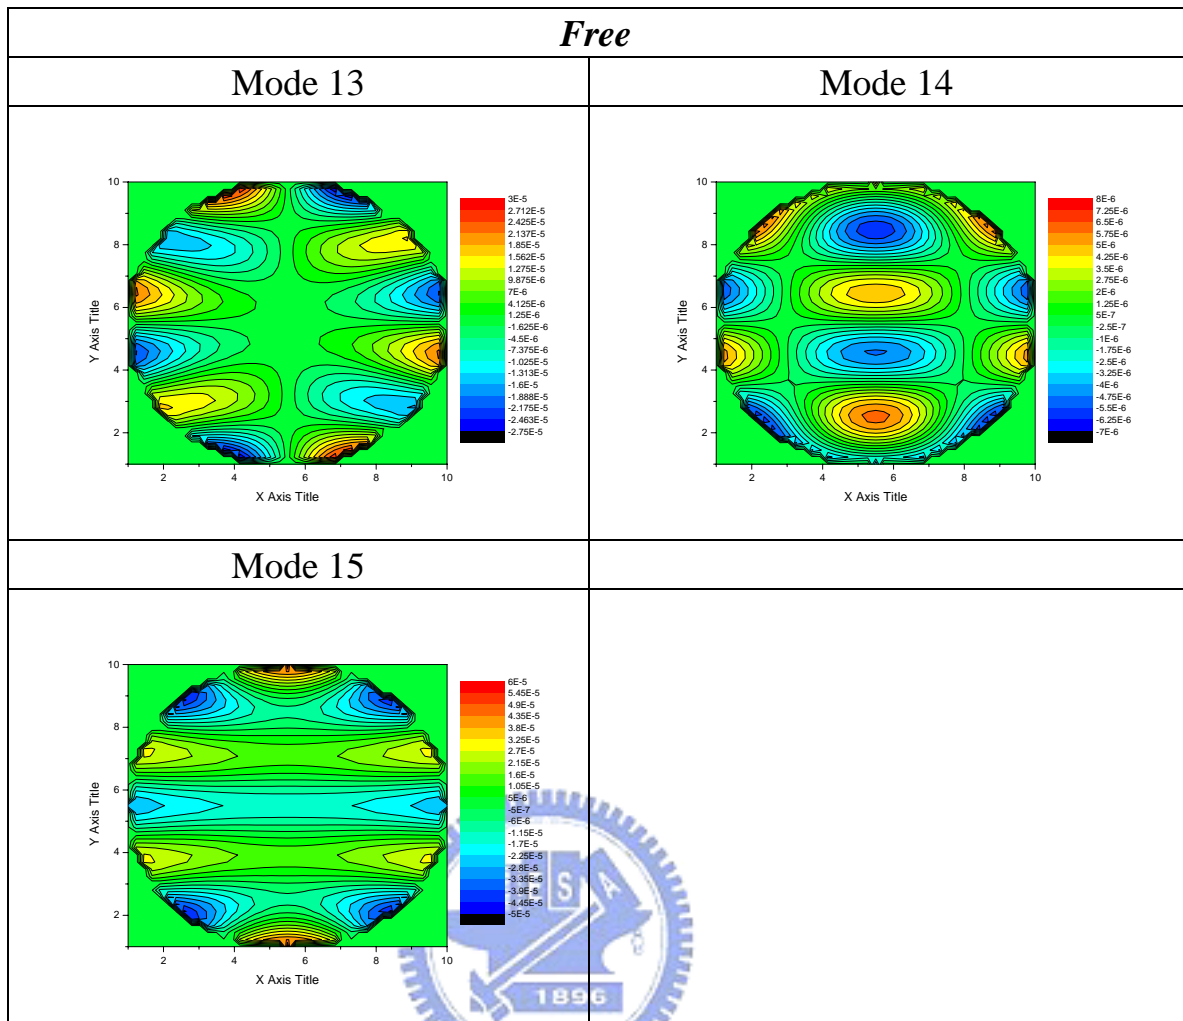 Free
Mode 13
Mode 14
10
8
6
4
2
2
4
6
8
10
Y Axis Title
X Axis Title
3E-5
2.712E-5
2.425E-5
2.137E-5
1.85E-5
1.562E-5
1.275E-5
9.875E-6
7E-6
4.125E-6
1.25E-6
-1.625E-6
-4.5E-6
-7.375E-6
-1.025E-5
-1.313E-5
-1.6E-5
-1.888E-5
-2.175E-5
-2.463E-5
-2.75E-5
10
8
6
4
2
2
4
6
8
10
Y Axis Title
X Axis Title
8E-6
7.25E-6
6.5E-6
5.75E-6
5E-6
4.25E-6
3.5E-6
2.75E-6
2E-6
1.25E-6
5E-7
-2.5E-7
-1E-6
-1.75E-6
-2.5E-6
-3.25E-6
-4E-6
-4.75E-6
-5.5E-6
-6.25E-6
-7E-6
Mode 15
10
8
6
4
2
2
4
6
8
10
Y Axis Title
X Axis Title
6E-5
5.45E-5
4.9E-5
4.35E-5
3.8E-5
3.25E-5
2.7E-5
2.15E-5
1.6E-5
1.05E-5
5E-6
-5E-7
-6E-6
-1.15E-5
-1.7E-5
-2.25E-5
-2.8E-5
-3.35E-5
-3.9E-5
-4.45E-5
-5E-5
E S A
1896